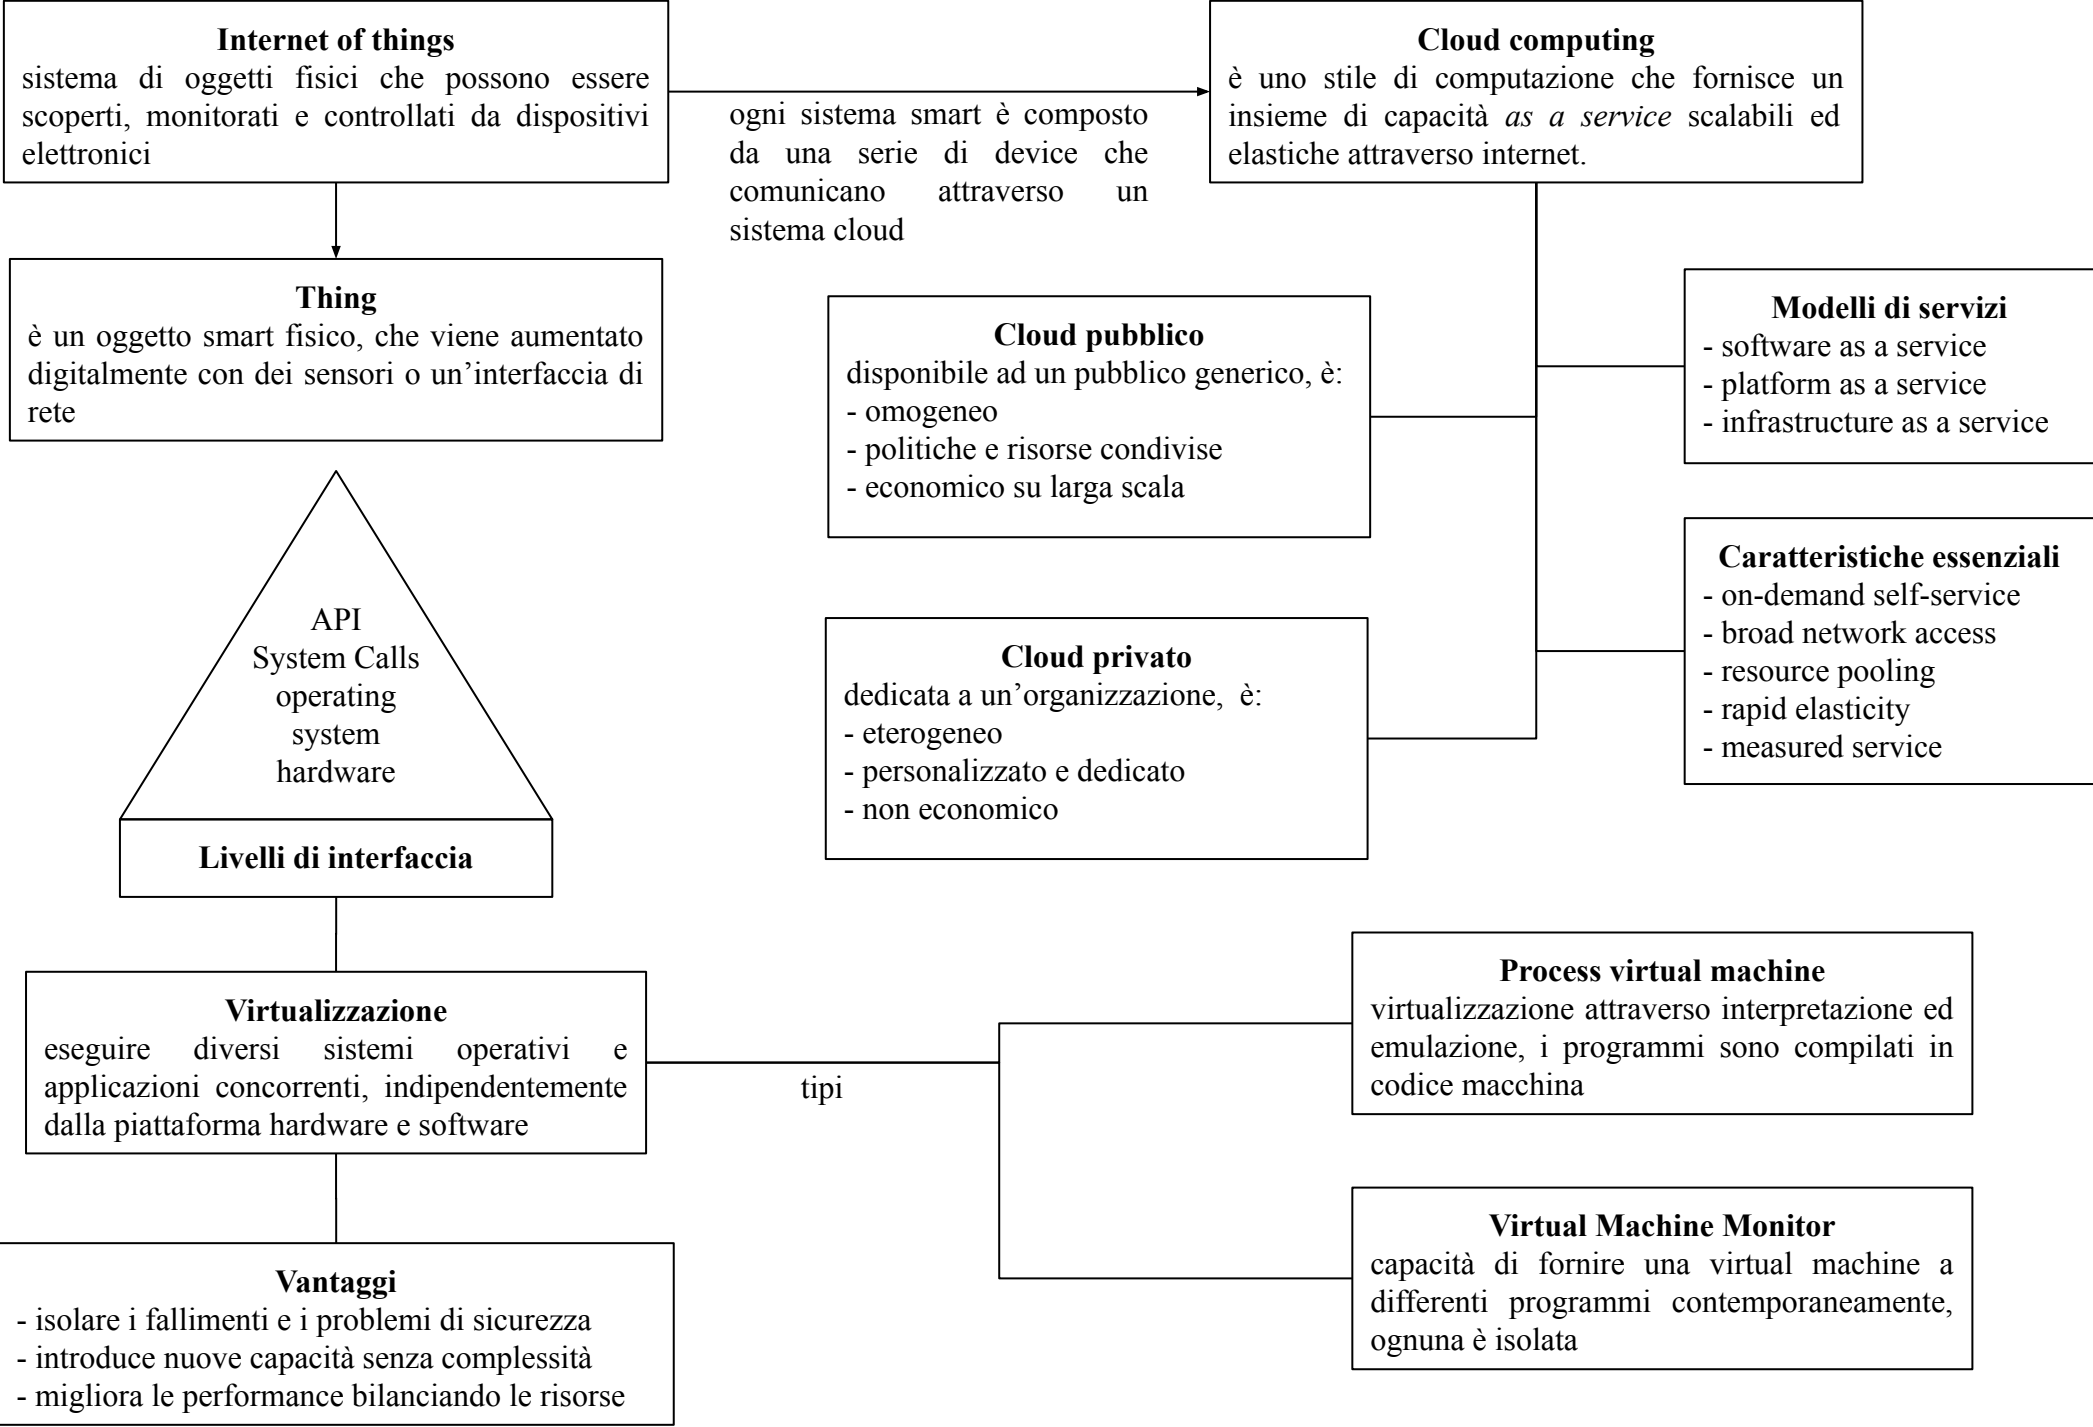 Internet of things
sistema di oggetti fisici che possono essere
scoperti, monitorati e controllati da dispositivi
elettronici
ogni sistema smart è composto
da una serie di device che
comunicano attraverso un
sistema cloud
Cloud computing
è uno stile di computazione che fornisce un
insieme di capacità as a service scalabili ed
elastiche attraverso internet.
Thing
è un oggetto smart fisico, che viene aumentato
digitalmente con dei sensori o un’interfaccia di
rete
Cloud pubblico
disponibile ad un pubblico generico, è:
- omogeneo
- politiche e risorse condivise
- economico su larga scala
Modelli di servizi
- software as a service
- platform as a service
- infrastructure as a service
Caratteristiche essenziali
- on-demand self-service
- broad network access
- resource pooling
- rapid elasticity
- measured service
Cloud privato
dedicata a un’organizzazione, è:
- eterogeneo
- personalizzato e dedicato
- non economico
API
System Calls
operating
system
hardware
Livelli di interfaccia
Virtualizzazione
eseguire diversi sistemi operativi e
applicazioni concorrenti, indipendentemente
dalla piattaforma hardware e software
tipi
Process virtual machine
virtualizzazione attraverso interpretazione ed
emulazione, i programmi sono compilati in
codice macchina
Virtual Machine Monitor
capacità di fornire una virtual machine a
differenti programmi contemporaneamente,
ognuna è isolata
Vantaggi
- isolare i fallimenti e i problemi di sicurezza
- introduce nuove capacità senza complessità
- migliora le performance bilanciando le risorse